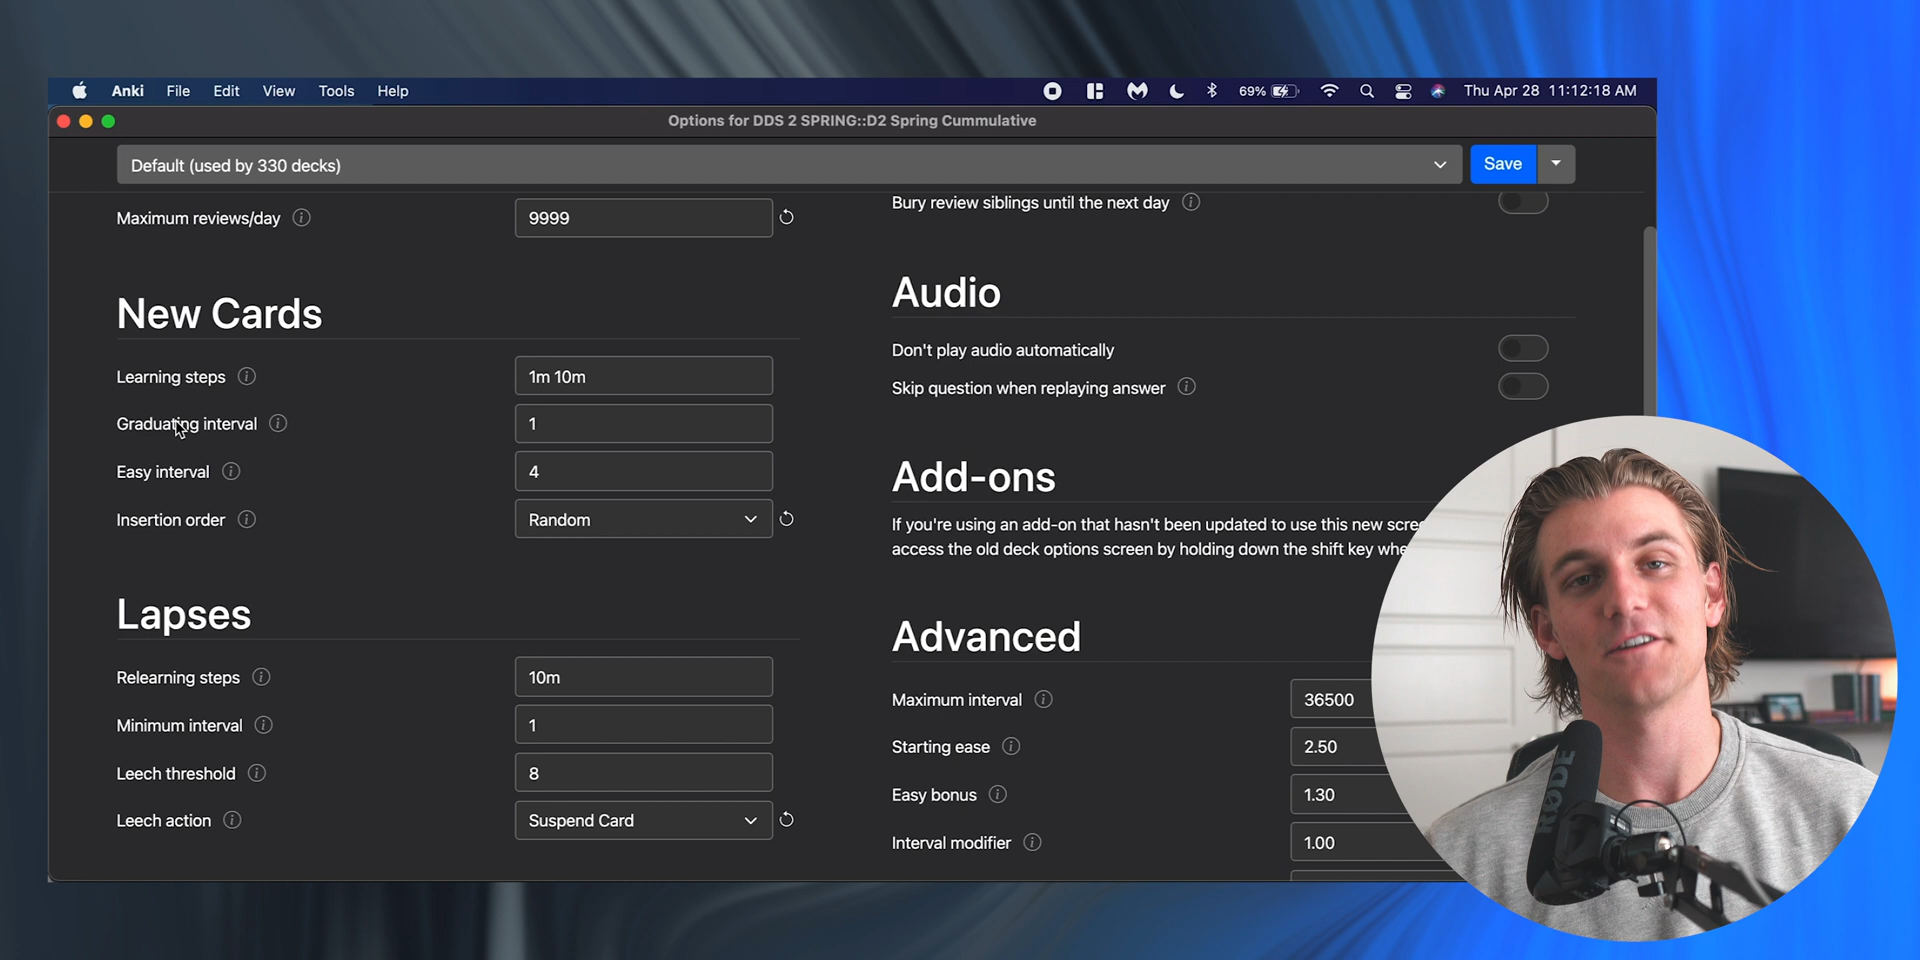 Anki File Edit View Tools Help 69% Thu Apr 28 11:12:18 AM
Options for DDS 2 SPRING::D2 Spring Cummulative
Default (used by 330 decks) Save
Maximum reviews/day 9999
New Cards
Learning steps 1m 10m
Graduating interval 1
Easy interval 4
Insertion order Random
Lapses
Relearning steps 10m
Minimum interval 1
Leech threshold 8
Leech action Suspend Card
Bury review siblings until the next day
Audio
Don't play audio automatically
Skip question when replaying answer
Add-ons
If you're using an add-on that hasn't been updated to use this new
access the old deck options screen by holding down the shift key
Advanced
Maximum interval 36500
Starting ease 2.50
Easy bonus 1.30
Interval modifier 1.00
RØDE